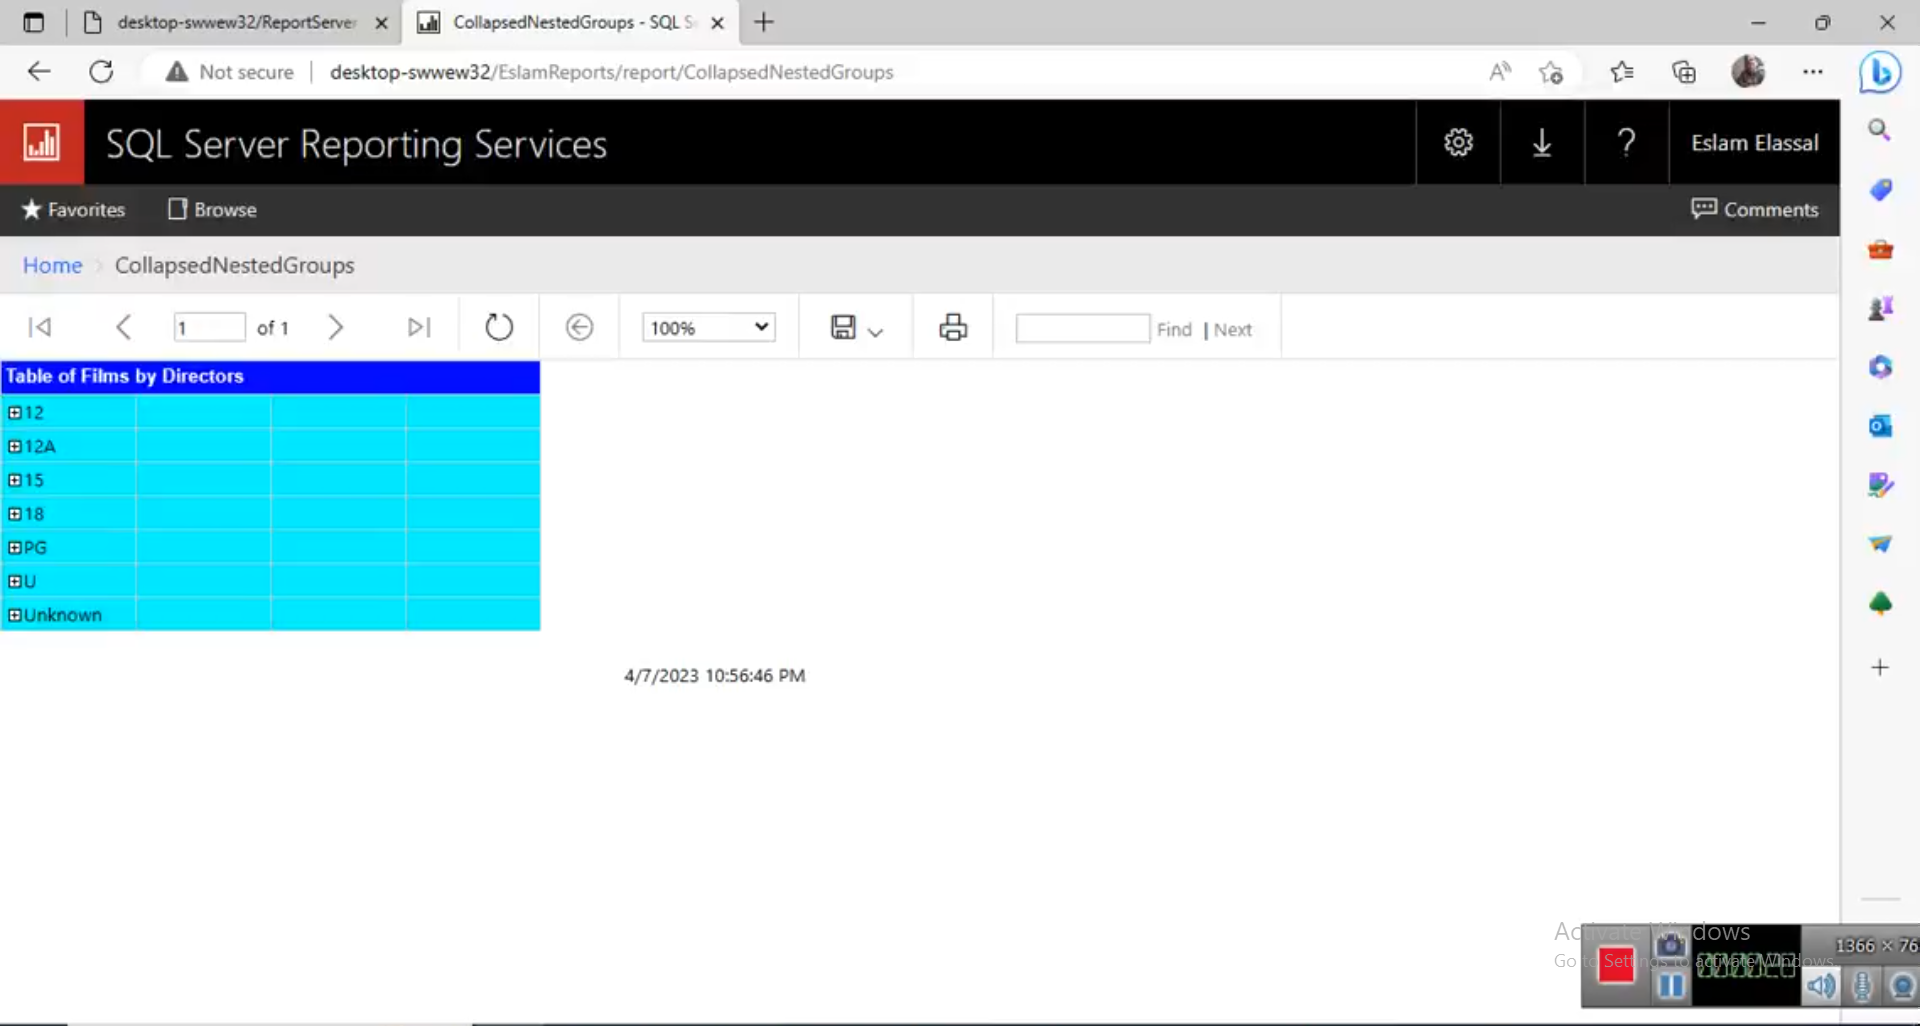 desktop-swwew32/ReportServer
CollapsedNestedGroups - SQL S
Not secure
desktop-swwew32/EslamReports/report/CollapsedNestedGroups
SQL Server Reporting Services
Eslam Elassal
Favorites
Browse
Comments
Home
CollapsedNestedGroups
1
of 1
100%
Find | Next
Table of Films by Directors
12
12A
15
18
PG
U
Unknown
4/7/2023 10:56:46 PM
Activate Windows
Go to Settings to activate Windows.
1366 × 76